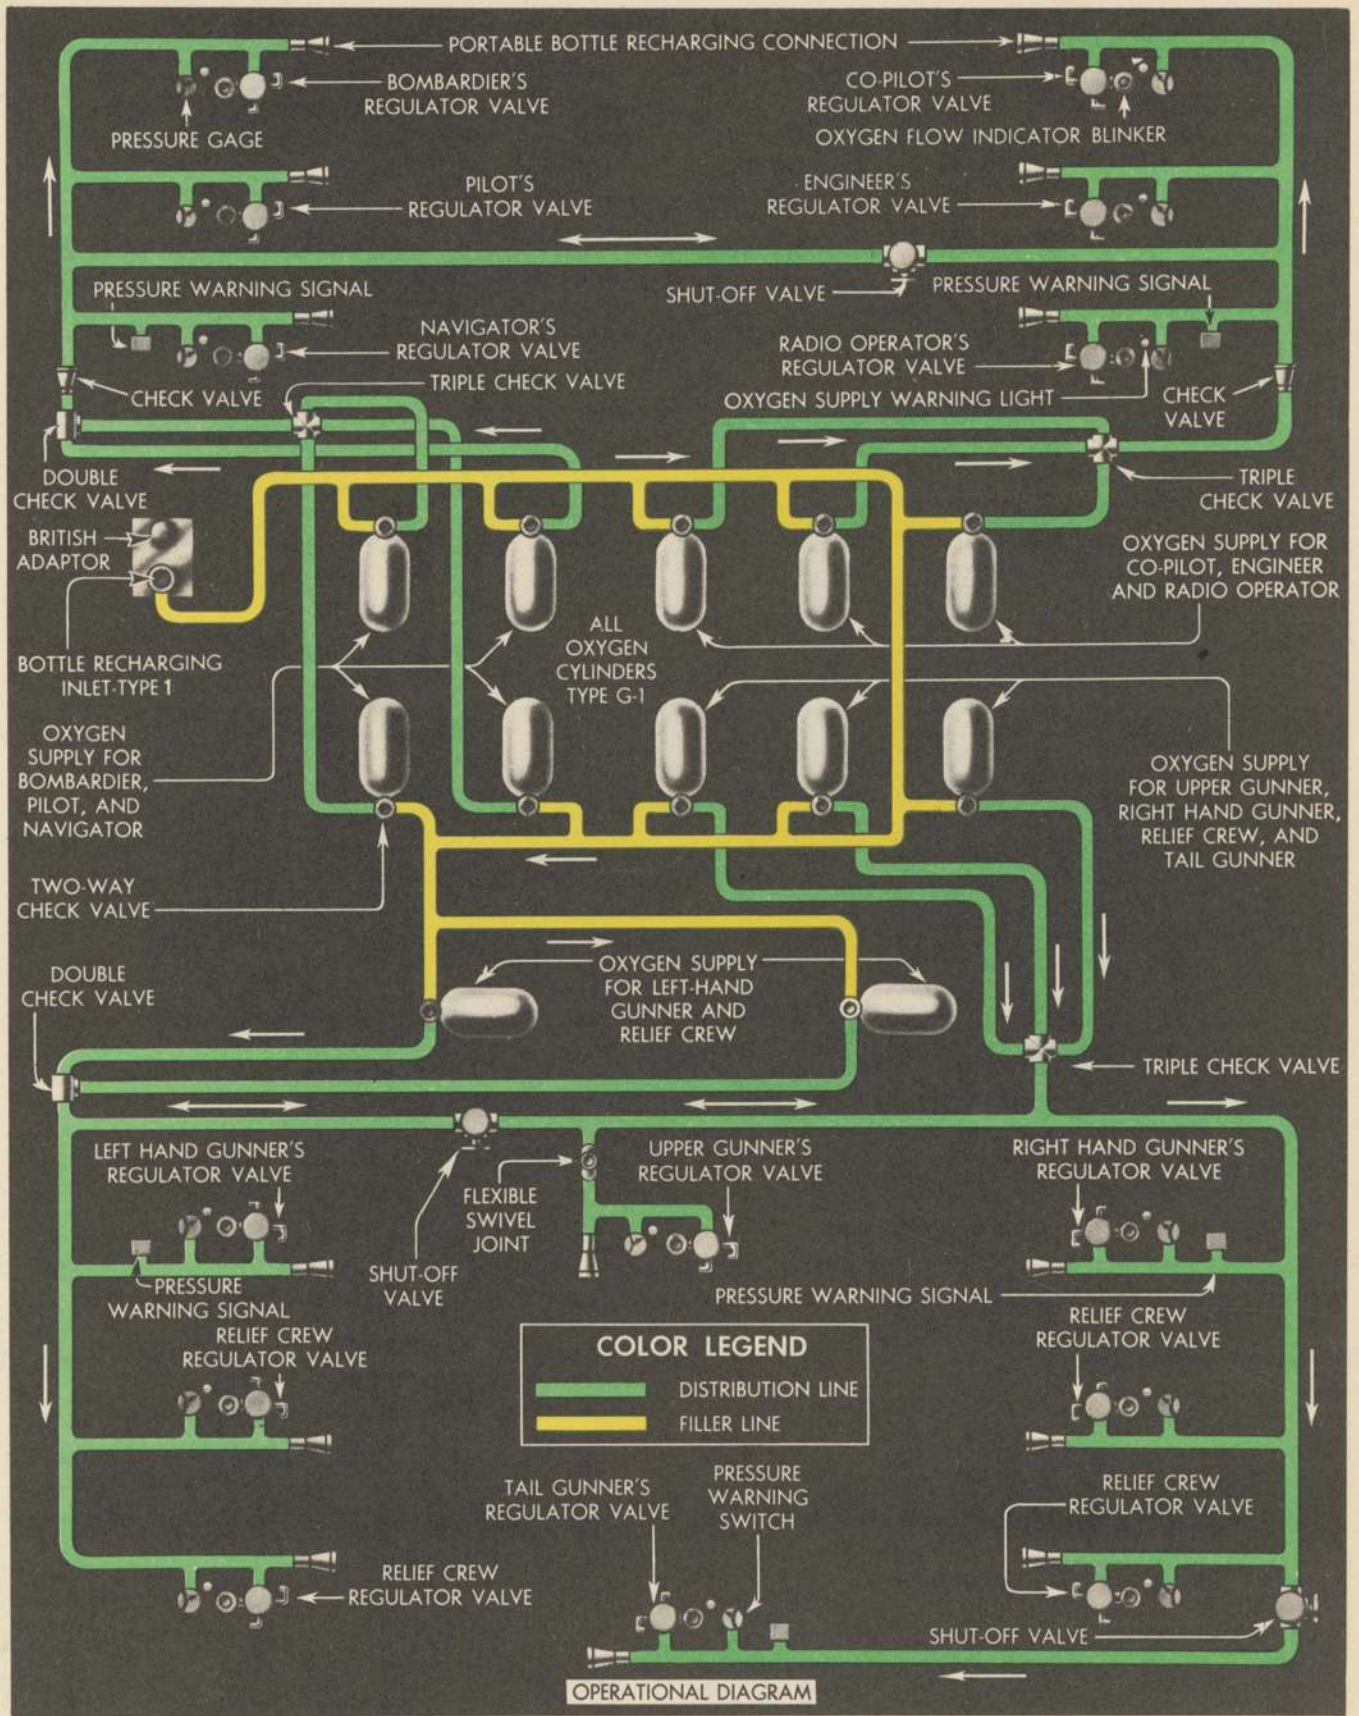 PORTABLE BOTTLE RECHARGING CONNECTION
BOMBARDIER'S
REGULATOR VALVE
CO-PILOT'S
REGULATOR VALVE
PRESSURE GAGE
OXYGEN FLOW INDICATOR BLINKER
PILOT'S
REGULATOR VALVE
ENGINEER'S
REGULATOR VALVE
PRESSURE WARNING SIGNAL
SHUT-OFF VALVE
PRESSURE WARNING SIGNAL
NAVIGATOR'S
REGULATOR VALVE
RADIO OPERATOR'S
REGULATOR VALVE
CHECK VALVE
TRIPLE CHECK VALVE
OXYGEN SUPPLY WARNING LIGHT
CHECK
VALVE
DOUBLE
CHECK VALVE
TRIPLE
CHECK VALVE
BRITISH
ADAPTOR
OXYGEN SUPPLY FOR
CO-PILOT, ENGINEER
AND RADIO OPERATOR
BOTTLE RECHARGING
INLET-TYPE 1
ALL
OXYGEN
CYLINDERS
TYPE G-1
OXYGEN
SUPPLY FOR
BOMBARDIER,
PILOT, AND
NAVIGATOR
OXYGEN SUPPLY
FOR UPPER GUNNER,
RIGHT HAND GUNNER,
RELIEF CREW, AND
TAIL GUNNER
TWO-WAY
CHECK VALVE
DOUBLE
CHECK VALVE
OXYGEN SUPPLY
FOR LEFT-HAND
GUNNER AND
RELIEF CREW
TRIPLE CHECK VALVE
LEFT HAND GUNNER'S
REGULATOR VALVE
FLEXIBLE
SWIVEL
JOINT
UPPER GUNNER'S
REGULATOR VALVE
RIGHT HAND GUNNER'S
REGULATOR VALVE
SHUT-OFF
VALVE
PRESSURE
WARNING SIGNAL
PRESSURE WARNING SIGNAL
RELIEF CREW
REGULATOR VALVE
RELIEF CREW
REGULATOR VALVE
COLOR LEGEND
DISTRIBUTION LINE
FILLER LINE
TAIL GUNNER'S
REGULATOR VALVE
PRESSURE
WARNING
SWITCH
RELIEF CREW
REGULATOR VALVE
RELIEF CREW
REGULATOR VALVE
SHUT-OFF VALVE
OPERATIONAL DIAGRAM